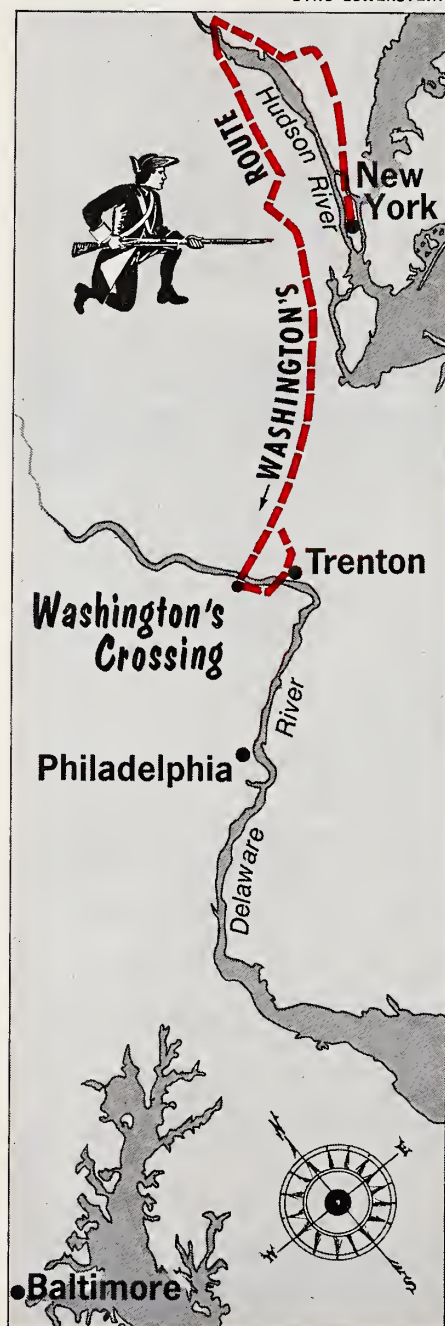 Hudson River
New
York
ROUTE
WASHINGTON'S
Trenton
Washington's
Crossing
Philadelphia
River
Delaware
Baltimore